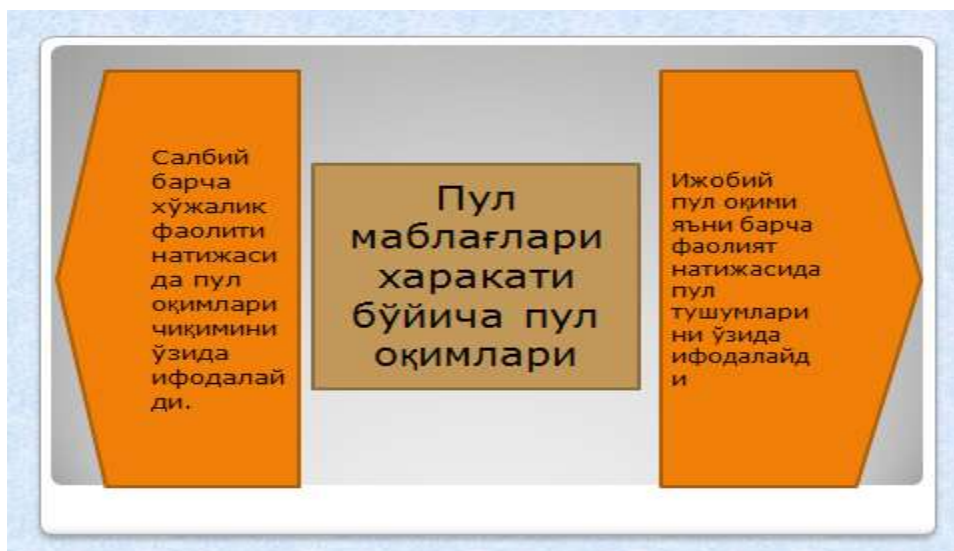 Салбий
барча
хўжалик
фаолити
натижаси
да пул
оқимлари
чиқимини
ўзида
ифодалай
ди.
Пул
маблағлари
харакати
бўйича пул
оқимлари
Ижобий
пул оқими
яъни барча
фаолият
натижасида
пул
тушумлари
ни ўзида
ифодалайд
и